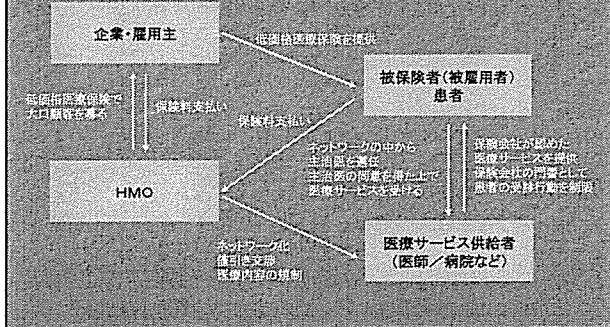 企業・雇用主
低価格医療保険を提供
被保険者（被雇用者）
患者
低価格医療保険で
大口顧客を募る
保険料支払い
保険料支払い
ネットワークの中から
主治医を選任
主治医の同意を得た上で
医療サービスを受ける
保険会社が認めた
医療サービスを提供
保険会社の門番として
患者の受診行動を制限
HMO
ネットワーク化
値引き交渉
医療内容の規制
医療サービス供給者
（医師／病院など）